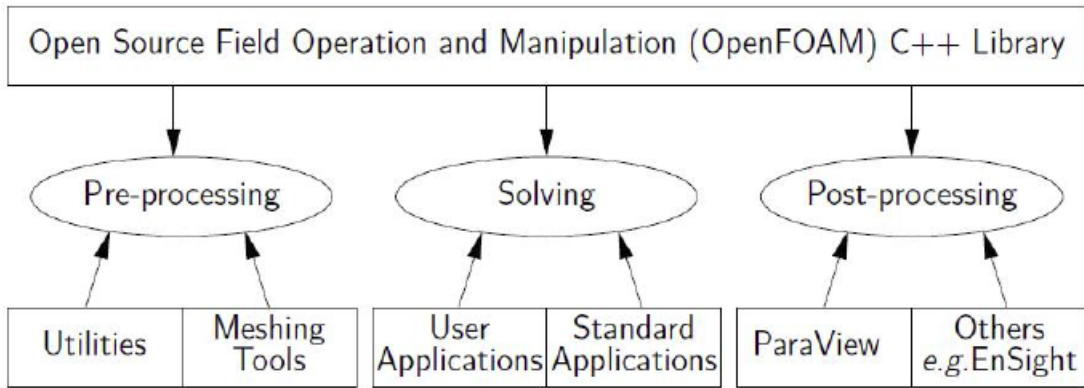 Open Source Field Operation and Manipulation (OpenFOAM) C++ Library
Pre-processing
Solving
Post-processing
Utilities
Meshing
Tools
User
Applications
Standard
Applications
ParaView
Others
e.g.EnSight